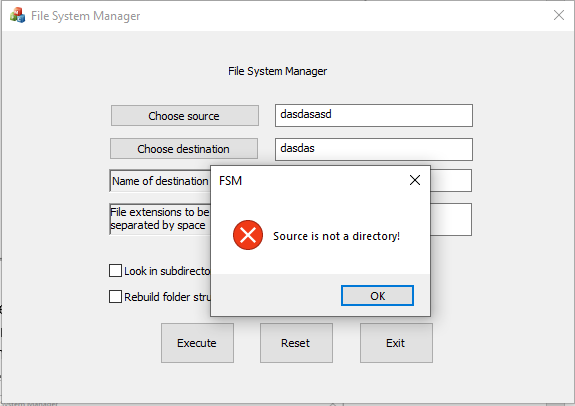 File System Manager
File System Manager
Choose source
dasdasasd
Choose destination
dasdas
Name of destination
FSM
File extensions to be
separated by space
Source is not a directory!
Look in subdirecto
OK
Rebuild folder stru
Execute
Reset
Exit